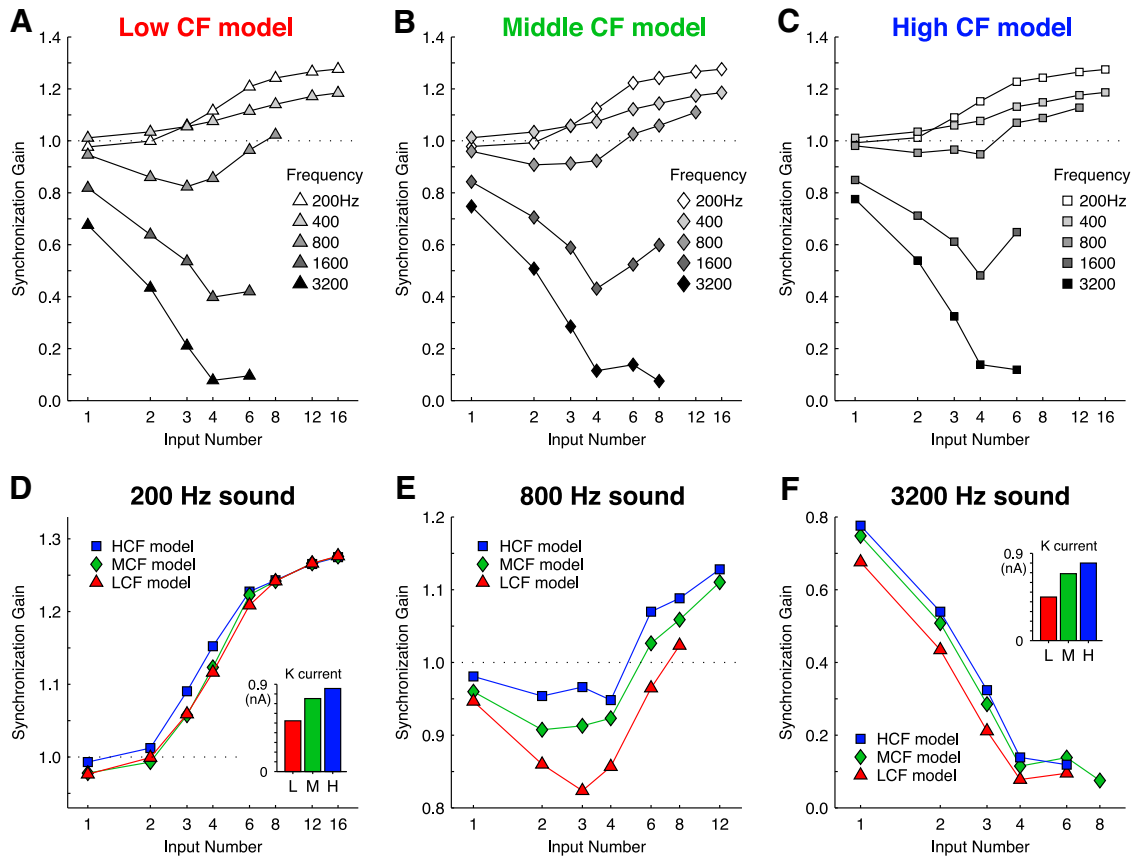 A
Low CF model
Synchronization Gain
1.4
1.2
1.0
0.8
0.6
0.4
0.2
0.0
Frequency
200Hz
400
800
1600
3200
1 2 3 4 6 8 12 16
Input Number
B
Middle CF model
Synchronization Gain
1.4
1.2
1.0
0.8
0.6
0.4
0.2
0.0
Frequency
200Hz
400
800
1600
3200
1 2 3 4 6 8 12 16
Input Number
C
High CF model
Synchronization Gain
1.4
1.2
1.0
0.8
0.6
0.4
0.2
0.0
Frequency
200Hz
400
800
1600
3200
1 2 3 4 6 8 12 16
Input Number
D
200 Hz sound
Synchronization Gain
1.3
1.2
1.1
1.0
HCF model
MCF model
LCF model
K current
0.9
(nA)
0
L M H
1 2 3 4 6 8 12 16
Input Number
E
800 Hz sound
Synchronization Gain
1.2
1.1
1.0
0.9
0.8
HCF model
MCF model
LCF model
1 2 3 4 6 8 12
Input Number
F
3200 Hz sound
Synchronization Gain
0.8
0.6
0.4
0.2
0.0
K current
0.9
(nA)
0
L M H
HCF model
MCF model
LCF model
1 2 3 4 6 8
Input Number